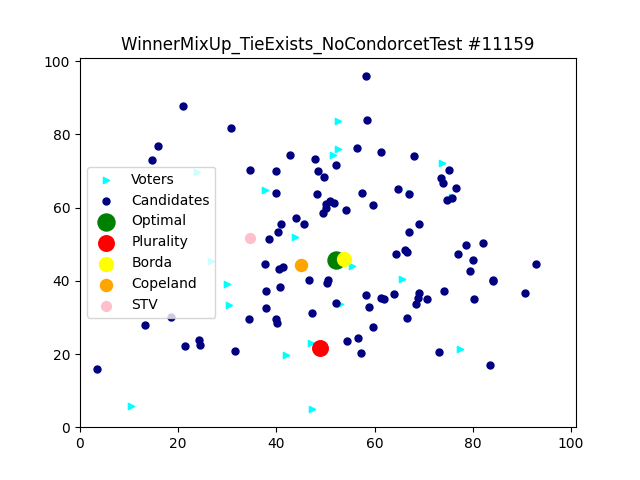 WinnerMixUp_TieExists_NoCondorcetTest #11159
100
80
60
40
20
0
Voters
Candidates
Optimal
Plurality
Borda
Copeland
STV
0 20 40 60 80 100